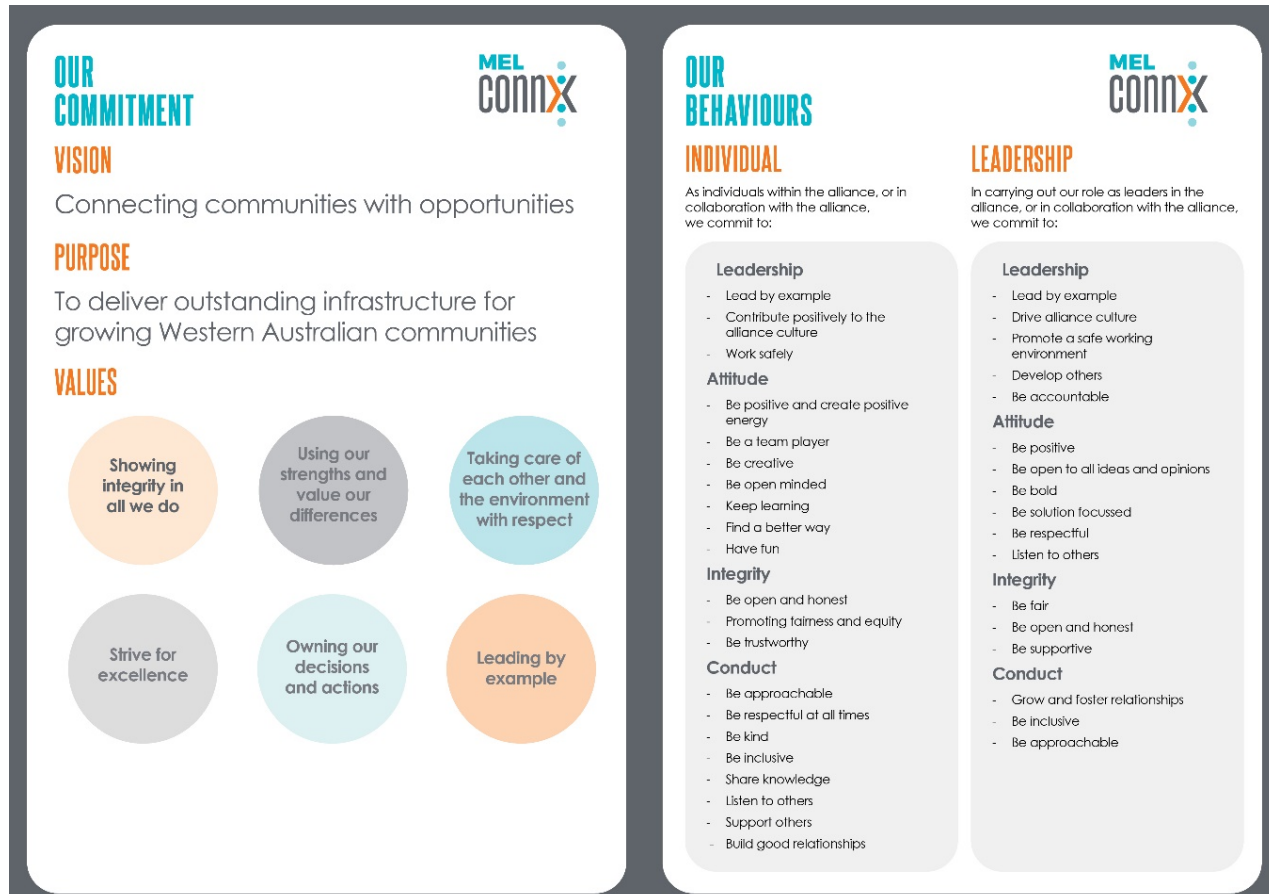 OUR
COMMITMENT
MEL
CONNX
VISION
Connecting communities with opportunities
PURPOSE
To deliver outstanding infrastructure for
growing Western Australian communities
VALUES
Showing
integrity in
all we do
Using our
strengths and
value our
differences
Taking care of
each other and
the environment
with respect
Strive for
excellence
Owning our
decisions
and actions
Leading by
example
OUR
BEHAVIOURS
MEL
CONNX
INDIVIDUAL
As individuals within the alliance, or in
collaboration with the alliance,
we commit to:
Leadership
- Lead by example
- Contribute positively to the
alliance culture
- Work safely
Attitude
- Be positive and create positive
energy
- Be a team player
- Be creative
- Be open minded
- Keep learning
- Find a better way
- Have fun
Integrity
- Be open and honest
- Promoting fairness and equity
- Be trustworthy
Conduct
- Be approachable
- Be respectful at all times
- Be kind
- Be inclusive
- Share knowledge
- Listen to others
- Support others
- Build good relationships
LEADERSHIP
In carrying out our role as leaders in the
alliance, or in collaboration with the alliance,
we commit to:
Leadership
- Lead by example
- Drive alliance culture
- Promote a safe working
environment
- Develop others
- Be accountable
Attitude
- Be positive
- Be open to all ideas and opinions
- Be bold
- Be solution focussed
- Be respectful
- Listen to others
Integrity
- Be fair
- Be open and honest
- Be supportive
Conduct
- Grow and foster relationships
- Be inclusive
- Be approachable